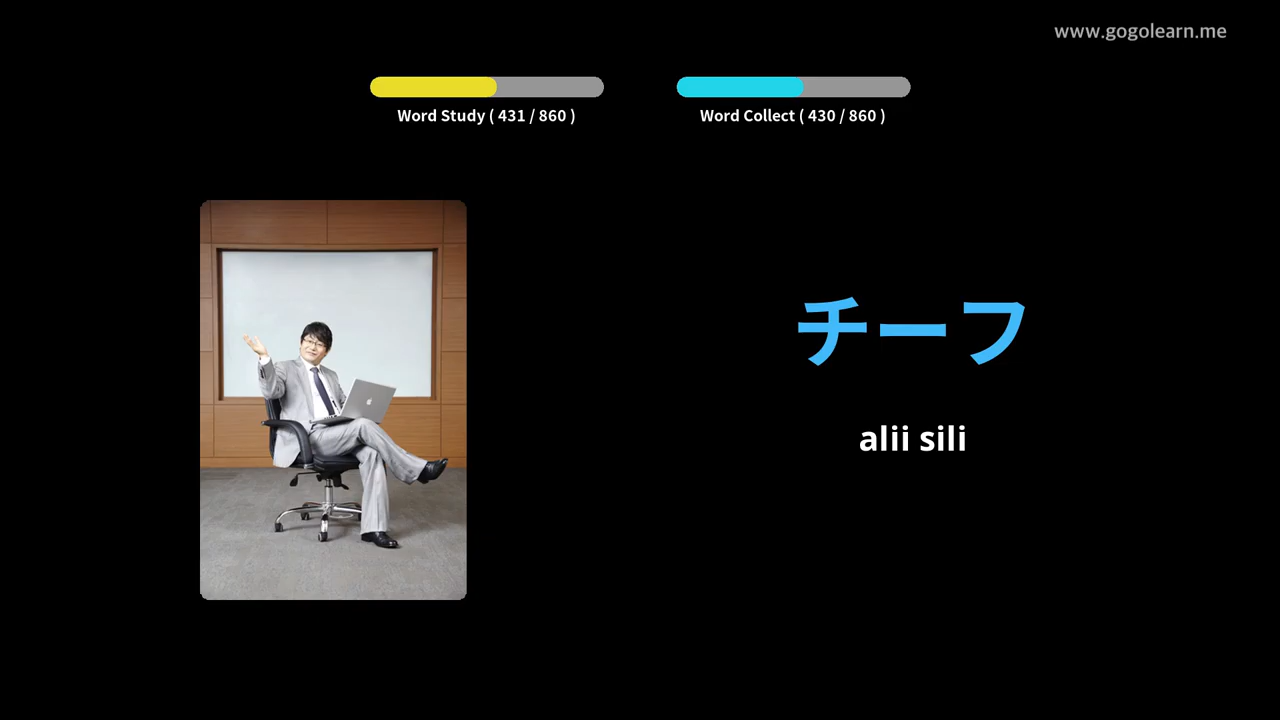 www.gogolearn.me
Word Study ( 431 / 860 )
Word Collect ( 430 / 860 )
チーフ
alii sili